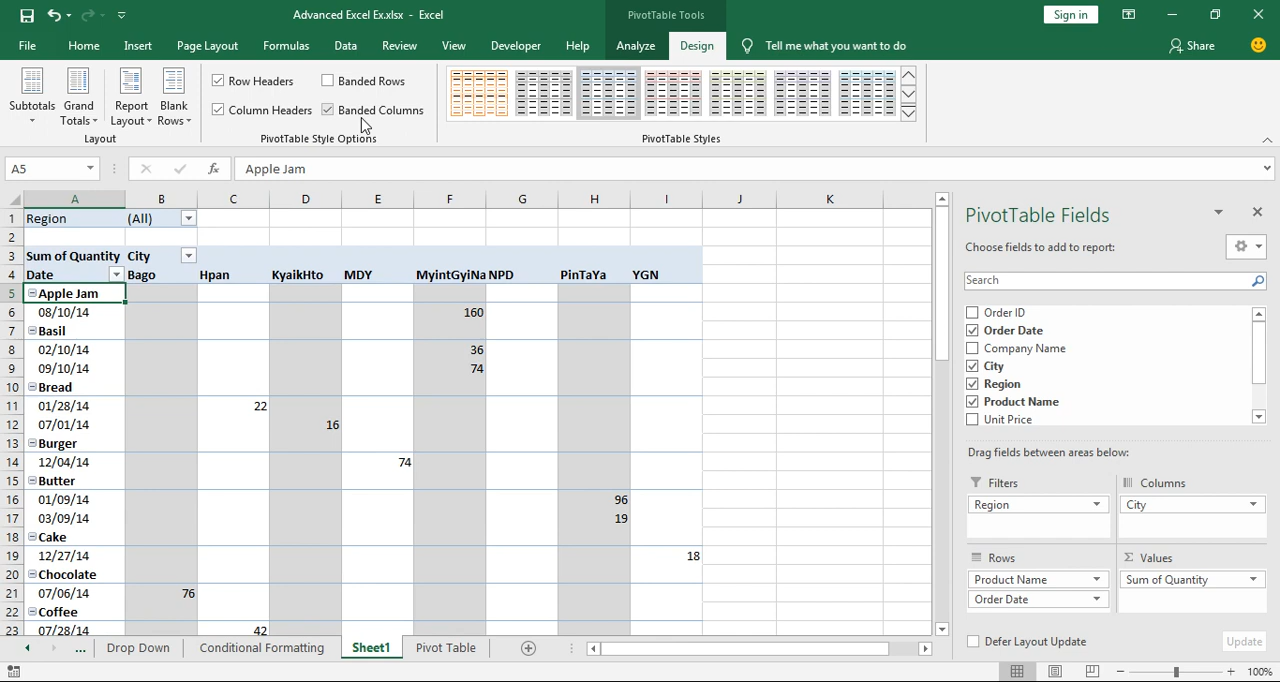 Advanced Excel Ex.xlsx - Excel
PivotTable Tools
Sign in
File Home Insert Page Layout Formulas Data Review View Developer Help Analyze Design Tell me what you want to do Share
Subtotals
Grand Totals
Report Layout
Blank Rows
Layout
Row Headers
Banded Rows
Column Headers
Banded Columns
PivotTable Style Options
PivotTable Styles
A5
fx
Apple Jam
A B C D E F G H I J K
1 Region (All)
2
3 Sum of Quantity City
4 Date Bago Hpan KyaikHto MDY MyintGyiNa NPD PinTaYa YGN
5 Apple Jam
6 08/10/14 160
7 Basil
8 02/10/14 36
9 09/10/14 74
10 Bread
11 01/28/14 22
12 07/01/14 16
13 Burger
14 12/04/14 74
15 Butter
16 01/09/14 96
17 03/09/14 19
18 Cake
19 12/27/14 18
20 Chocolate
21 07/06/14 76
22 Coffee
23 07/28/14 42
PivotTable Fields
Choose fields to add to report:
Search
Order ID
Order Date
Company Name
City
Region
Product Name
Unit Price
Drag fields between areas below:
Filters
Region
Columns
City
Rows
Product Name
Order Date
Σ Values
Sum of Quantity
Defer Layout Update
Update
... Drop Down Conditional Formatting Sheet1 Pivot Table
100%